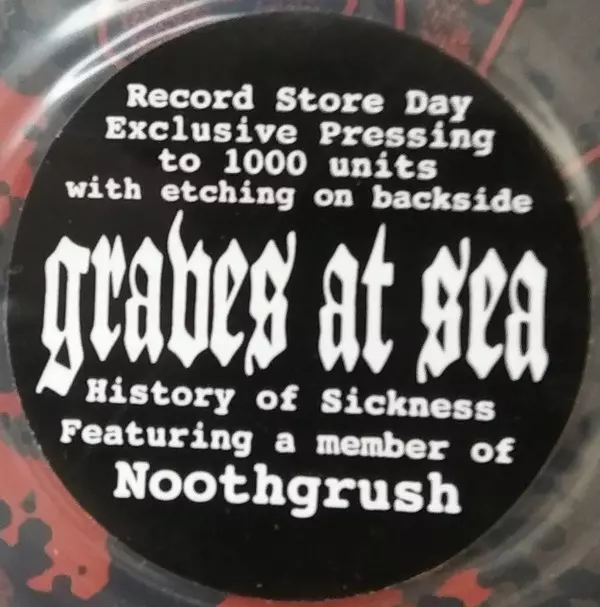 Record Store Day
Exclusive Pressing
to 1000 units
with etching on backside
graves at sea
History of Sickness
Featuring a member of
Noothgrush